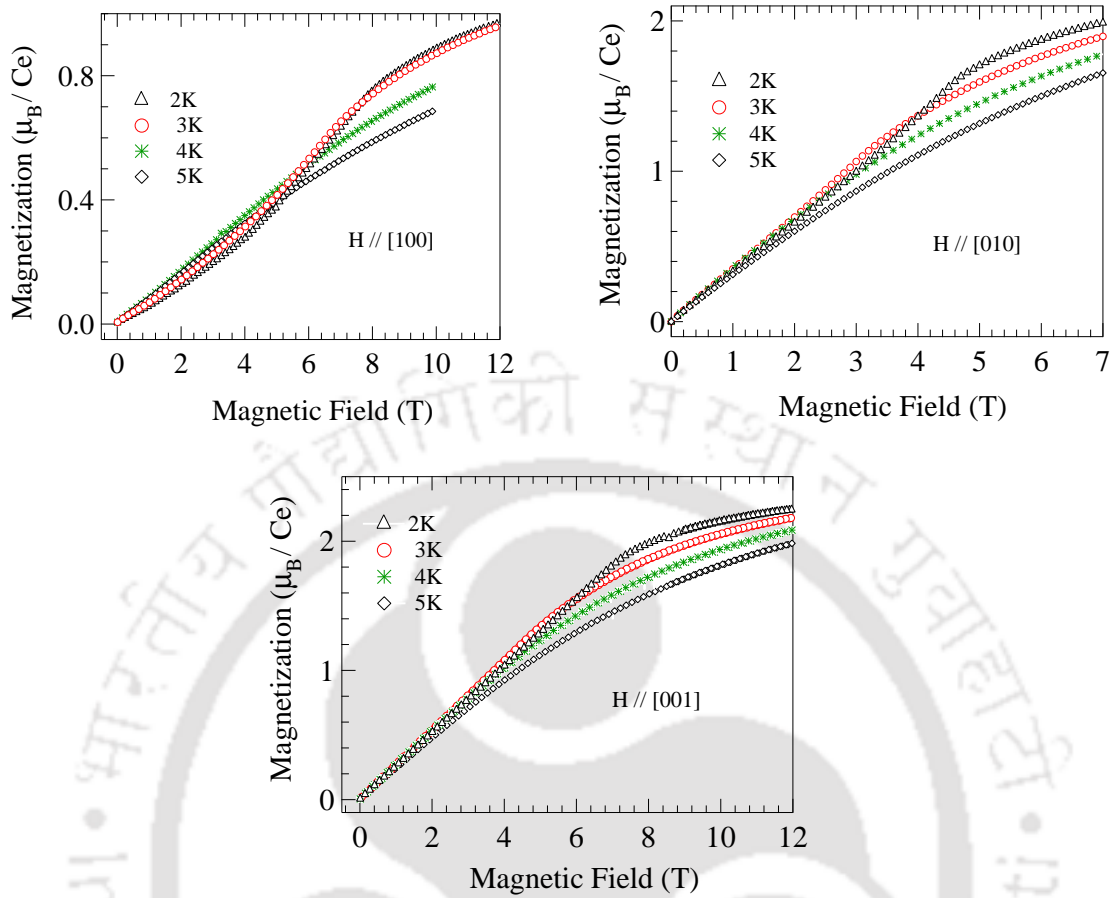 Magnetization (μ_B/ Ce)
0.8
0.4
0.0
2K
3K
4K
5K
H // [100]
0 2 4 6 8 10 12
Magnetic Field (T)
Magnetization (μ_B/ Ce)
2
1
0
2K
3K
4K
5K
H // [010]
0 1 2 3 4 5 6 7
Magnetic Field (T)
Magnetization (μ_B/ Ce)
2
1
0
2K
3K
4K
5K
H // [001]
0 2 4 6 8 10 12
Magnetic Field (T)